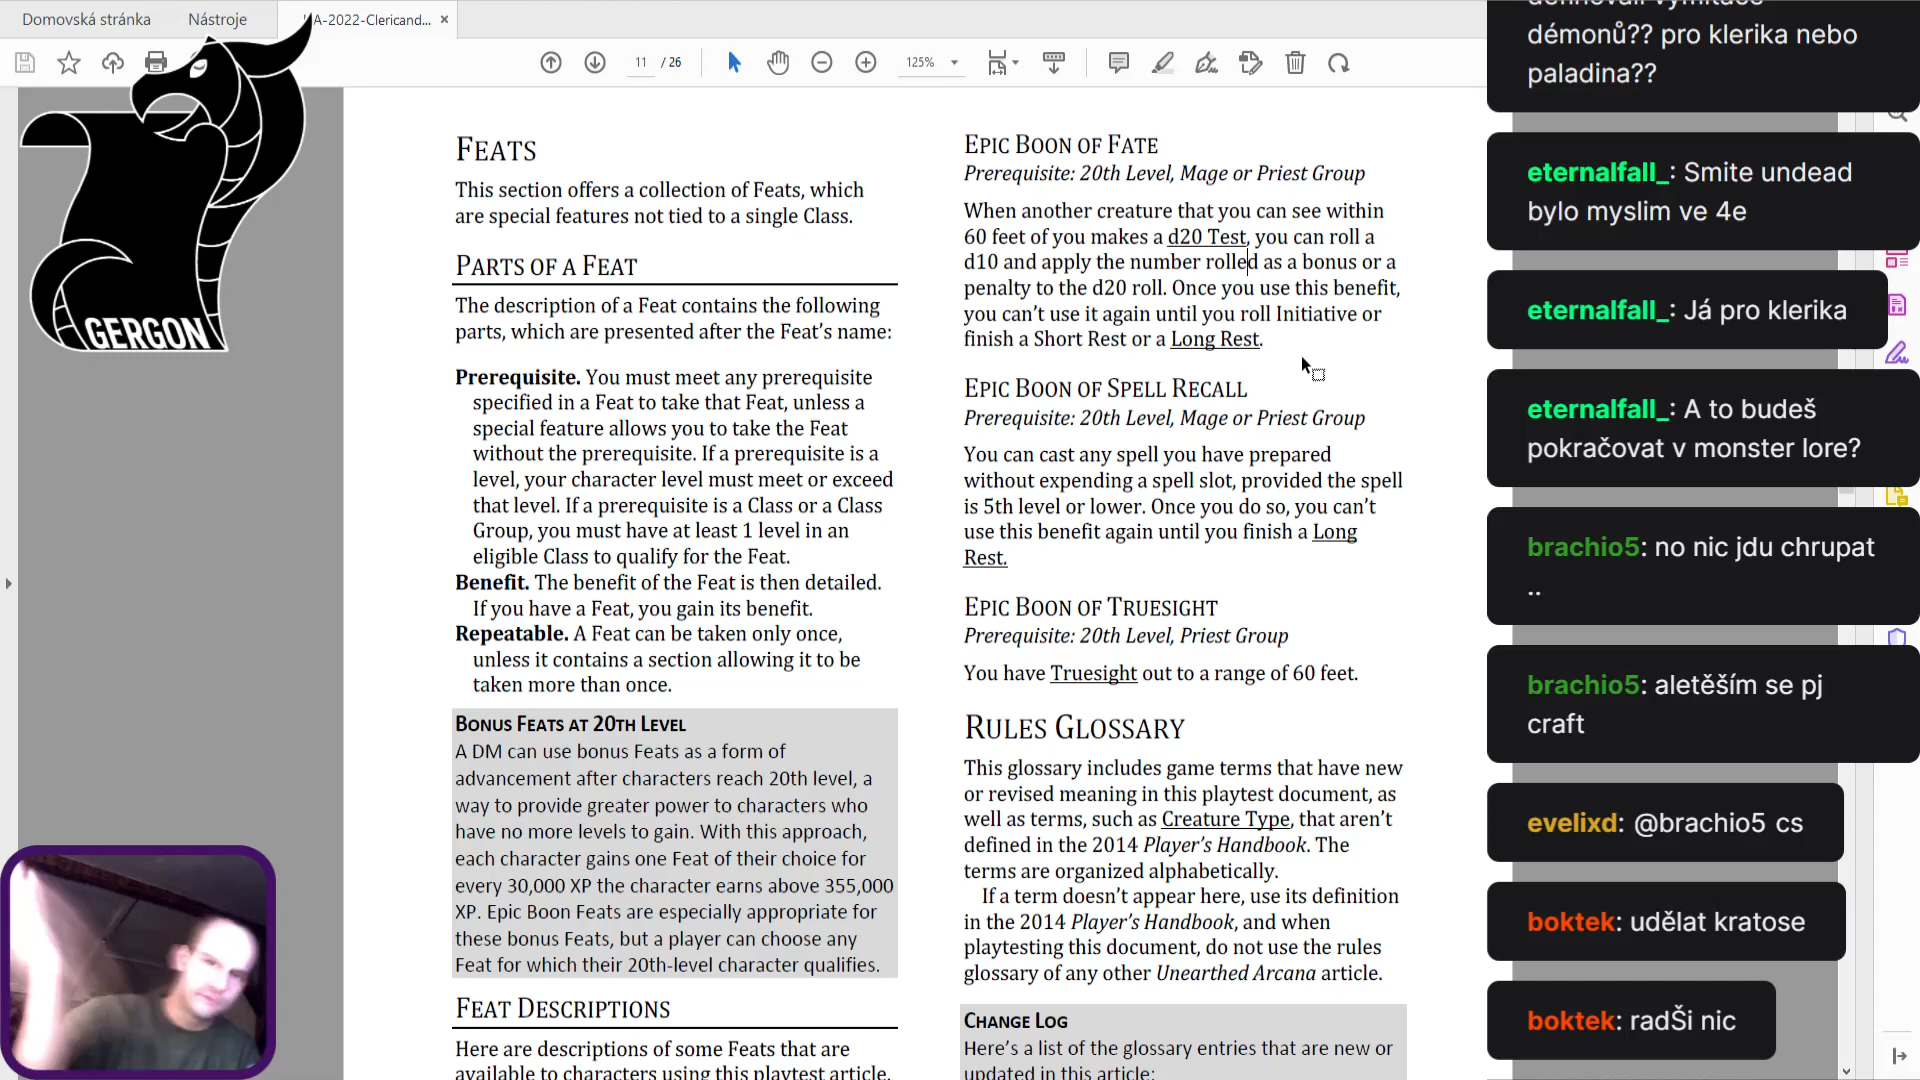 Domovská stránka
Nástroje
A-2022-Clericand...
11 / 26
125%
GERGON
FEATS
This section offers a collection of Feats, which
are special features not tied to a single Class.
PARTS OF A FEAT
The description of a Feat contains the following
parts, which are presented after the Feat’s name:
Prerequisite. You must meet any prerequisite
specified in a Feat to take that Feat, unless a
special feature allows you to take the Feat
without the prerequisite. If a prerequisite is a
level, your character level must meet or exceed
that level. If a prerequisite is a Class or a Class
Group, you must have at least 1 level in an
eligible Class to qualify for the Feat.
Benefit. The benefit of the Feat is then detailed.
If you have a Feat, you gain its benefit.
Repeatable. A Feat can be taken only once,
unless it contains a section allowing it to be
taken more than once.
BONUS FEATS AT 20TH LEVEL
A DM can use bonus Feats as a form of
advancement after characters reach 20th level, a
way to provide greater power to characters who
have no more levels to gain. With this approach,
each character gains one Feat of their choice for
every 30,000 XP the character earns above 355,000
XP. Epic Boon Feats are especially appropriate for
these bonus Feats, but a player can choose any
Feat for which their 20th-level character qualifies.
FEAT DESCRIPTIONS
Here are descriptions of some Feats that are
available to characters using this playtest article.
EPIC BOON OF FATE
Prerequisite: 20th Level, Mage or Priest Group
When another creature that you can see within
60 feet of you makes a d20 Test, you can roll a
d10 and apply the number rolled as a bonus or a
penalty to the d20 roll. Once you use this benefit,
you can’t use it again until you roll Initiative or
finish a Short Rest or a Long Rest.
EPIC BOON OF SPELL RECALL
Prerequisite: 20th Level, Mage or Priest Group
You can cast any spell you have prepared
without expending a spell slot, provided the spell
is 5th level or lower. Once you do so, you can’t
use this benefit again until you finish a Long
Rest.
EPIC BOON OF TRUESIGHT
Prerequisite: 20th Level, Priest Group
You have Truesight out to a range of 60 feet.
RULES GLOSSARY
This glossary includes game terms that have new
or revised meaning in this playtest document, as
well as terms, such as Creature Type, that aren’t
defined in the 2014 Player’s Handbook. The
terms are organized alphabetically.
If a term doesn’t appear here, use its definition
in the 2014 Player’s Handbook, and when
playtesting this document, do not use the rules
glossary of any other Unearthed Arcana article.
CHANGE LOG
Here’s a list of the glossary entries that are new or
updated in this article:
démonů?? pro klerika nebo
paladina??
eternalfall_: Smite undead
bylo myslim ve 4e
eternalfall_: Já pro klerika
eternalfall_: A to budeš
pokračovat v monster lore?
brachio5: no nic jdu chrupat
..
brachio5: aletěším se pj
craft
evelixd: @brachio5 cs
boktek: udělat kratose
boktek: radŠi nic